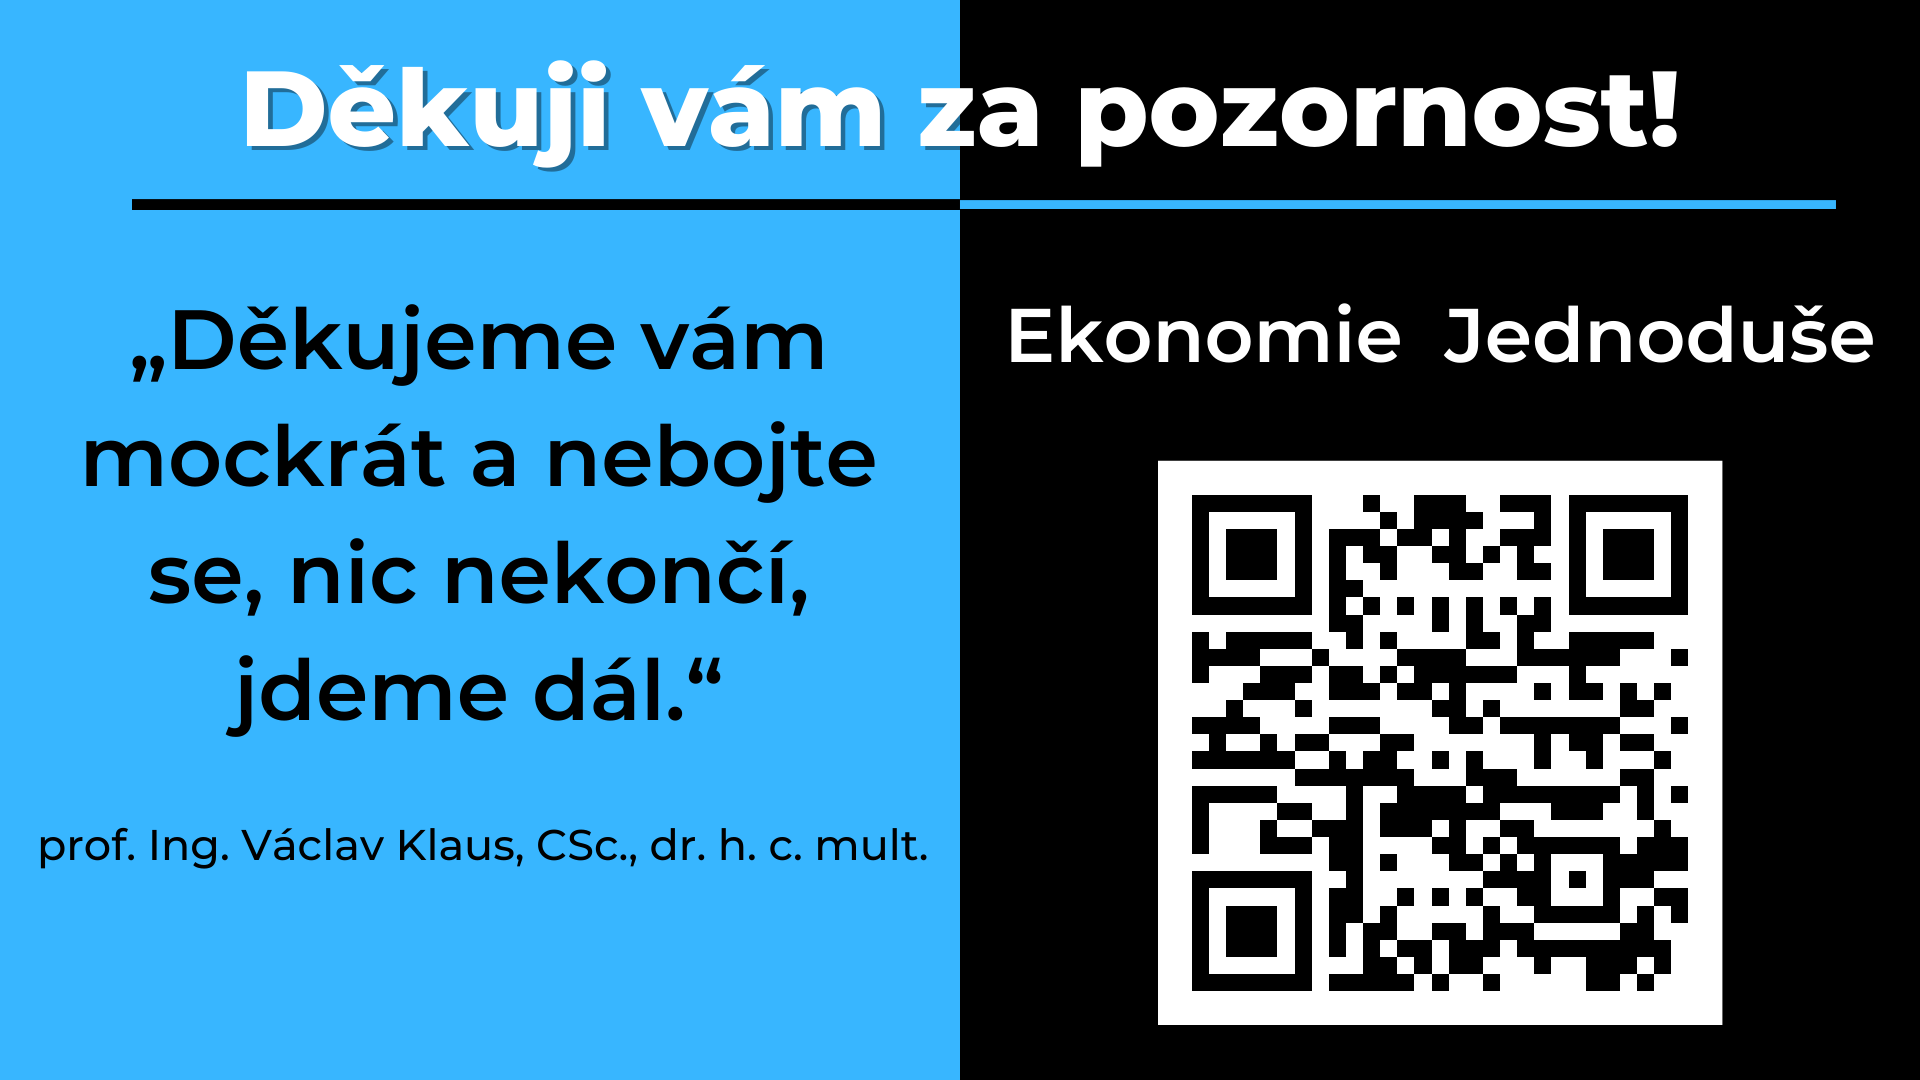 Děkuji vám za pozornost!
„Děkujeme vám
mockrát a nebojte
se, nic nekončí,
jdeme dál.“
prof. Ing. Václav Klaus, CSc., dr. h. c. mult.
Ekonomie  Jednoduše